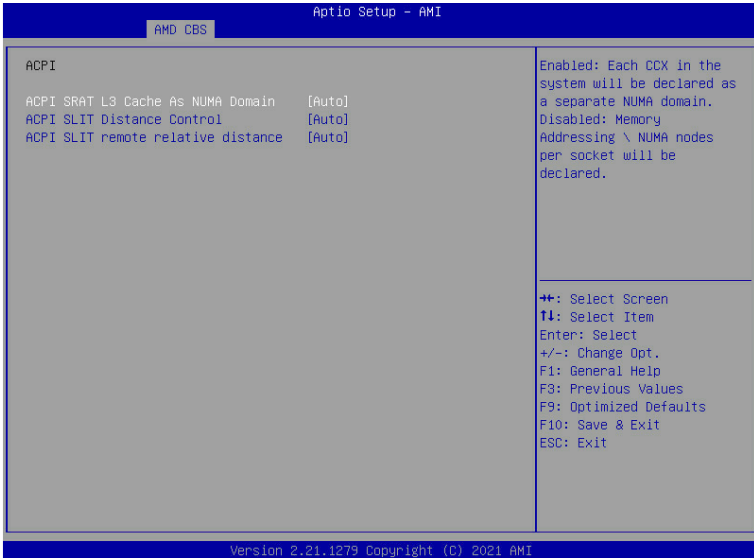 Aptio Setup – AMI
AMD CBS
ACPI
ACPI SRAT L3 Cache As NUMA Domain [Auto]
ACPI SLIT Distance Control [Auto]
ACPI SLIT remote relative distance [Auto]
Enabled: Each CCX in the
system will be declared as
a separate NUMA domain.
Disabled: Memory
Addressing \ NUMA nodes
per socket will be
declared.
→←: Select Screen
↑↓: Select Item
Enter: Select
+/-: Change Opt.
F1: General Help
F3: Previous Values
F9: Optimized Defaults
F10: Save & Exit
ESC: Exit
Version 2.21.1279 Copyright (C) 2021 AMI